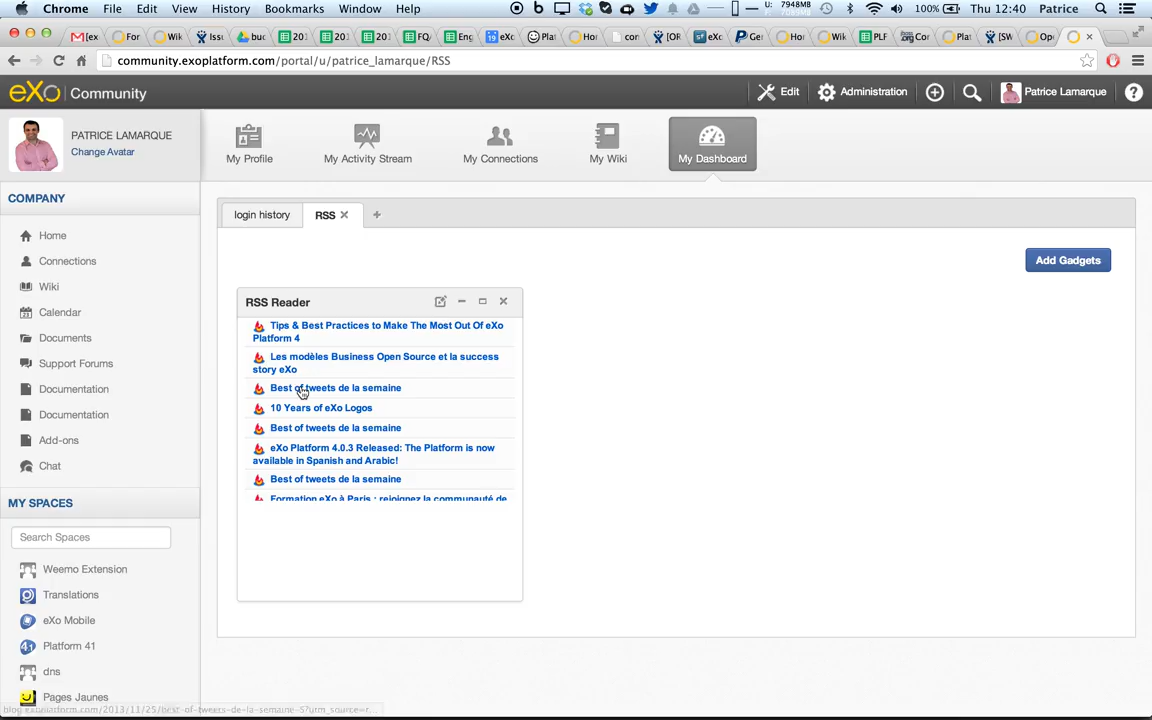 Chrome File Edit View History Bookmarks Window Help
100% Thu 12:40 Patrice
community.exoplatform.com/portal/u/patrice_lamarque/RSS
eXo Community
Edit Administration Patrice Lamarque
PATRICE LAMARQUE
Change Avatar
My Profile My Activity Stream My Connections My Wiki My Dashboard
COMPANY
Home
Connections
Wiki
Calendar
Documents
Support Forums
Documentation
Documentation
Add-ons
Chat
MY SPACES
Search Spaces
Weemo Extension
Translations
eXo Mobile
Platform 41
dns
Pages Jaunes
login history RSS
Add Gadgets
RSS Reader
Tips & Best Practices to Make The Most Out Of eXo
Platform 4
Les modèles Business Open Source et la success
story eXo
Best of tweets de la semaine
10 Years of eXo Logos
Best of tweets de la semaine
eXo Platform 4.0.3 Released: The Platform is now
available in Spanish and Arabic!
Best of tweets de la semaine
Formation eXo à Paris : rejoignez la communauté de